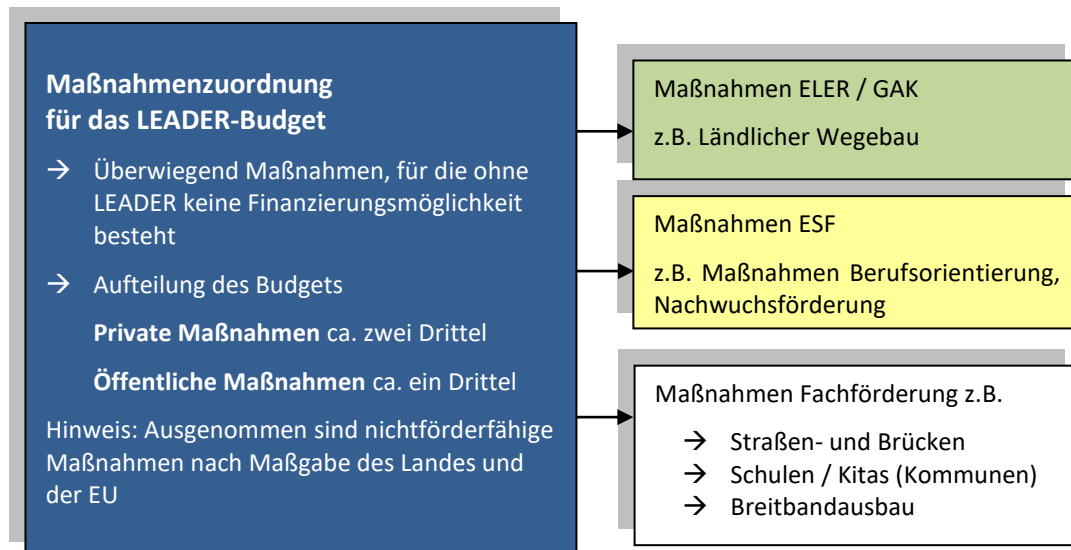 Maßnahmenzuordnung
für das LEADER-Budget
→ Überwiegend Maßnahmen, für die ohne
LEADER keine Finanzierungsmöglichkeit
besteht
→ Aufteilung des Budgets
Private Maßnahmen ca. zwei Drittel
Öffentliche Maßnahmen ca. ein Drittel
Hinweis: Ausgenommen sind nichtförderfähige
Maßnahmen nach Maßgabe des Landes und
der EU
Maßnahmen ELER / GAK
z.B. Ländlicher Wegebau
Maßnahmen ESF
z.B. Maßnahmen Berufsorientierung,
Nachwuchsförderung
Maßnahmen Fachförderung z.B.
→ Straßen- und Brücken
→ Schulen / Kitas (Kommunen)
→ Breitbandausbau